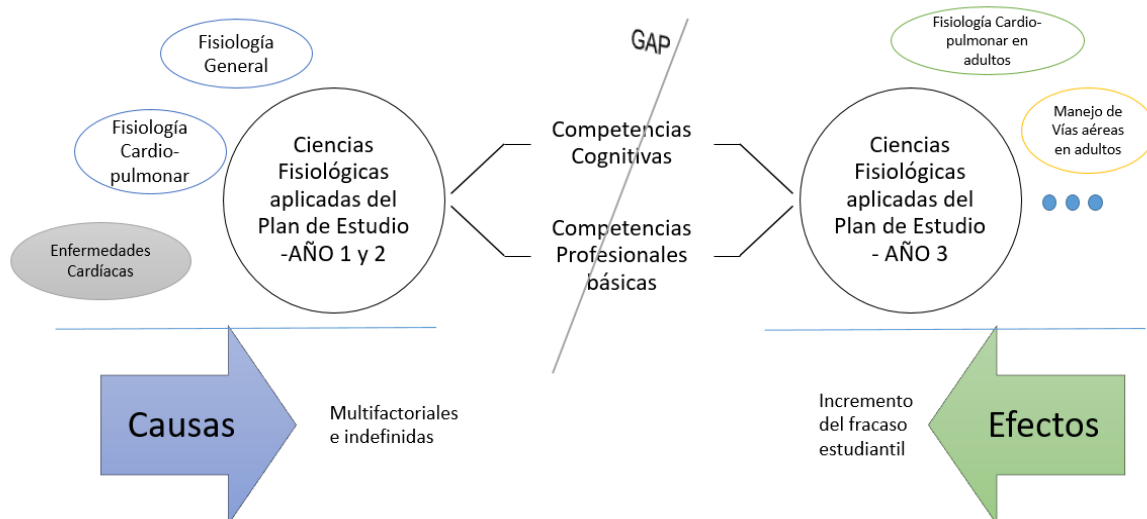 Fisiología
General
Fisiología
Cardio-
pulmonar
Enfermedades
Cardíacas
Ciencias
Fisiológicas
aplicadas del
Plan de Estudio
-AÑO 1 y 2
GAP
Competencias
Cognitivas
Competencias
Profesionales
básicas
Ciencias
Fisiológicas
aplicadas del
Plan de Estudio
- AÑO 3
Fisiología Cardio-
pulmonar en
adultos
Manejo de
Vías aéreas
en adultos
Causas
Multifactoriales
e indefinidas
Incremento
del fracaso
estudiantil
Efectos